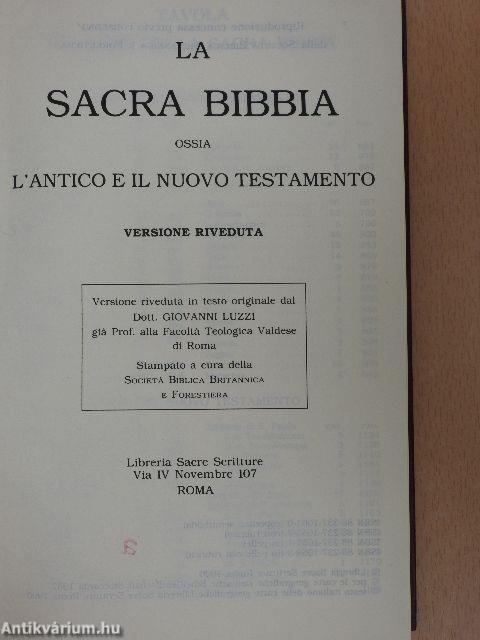 LA
SACRA BIBBIA
OSSIA
L'ANTICO E IL NUOVO TESTAMENTO
VERSIONE RIVEDUTA
Versione riveduta in testo originale dal
Dott. GIOVANNI LUZZI
già Prof. alla Facoltà Teologica Valdese
di Roma
Stampato a cura della
SOCIETÀ BIBLICA BRITANNICA
E FORESTIERA
Libreria Sacre Scritture
Via IV Novembre 107
ROMA
Antikvárium.hu
Antikvárium.hu